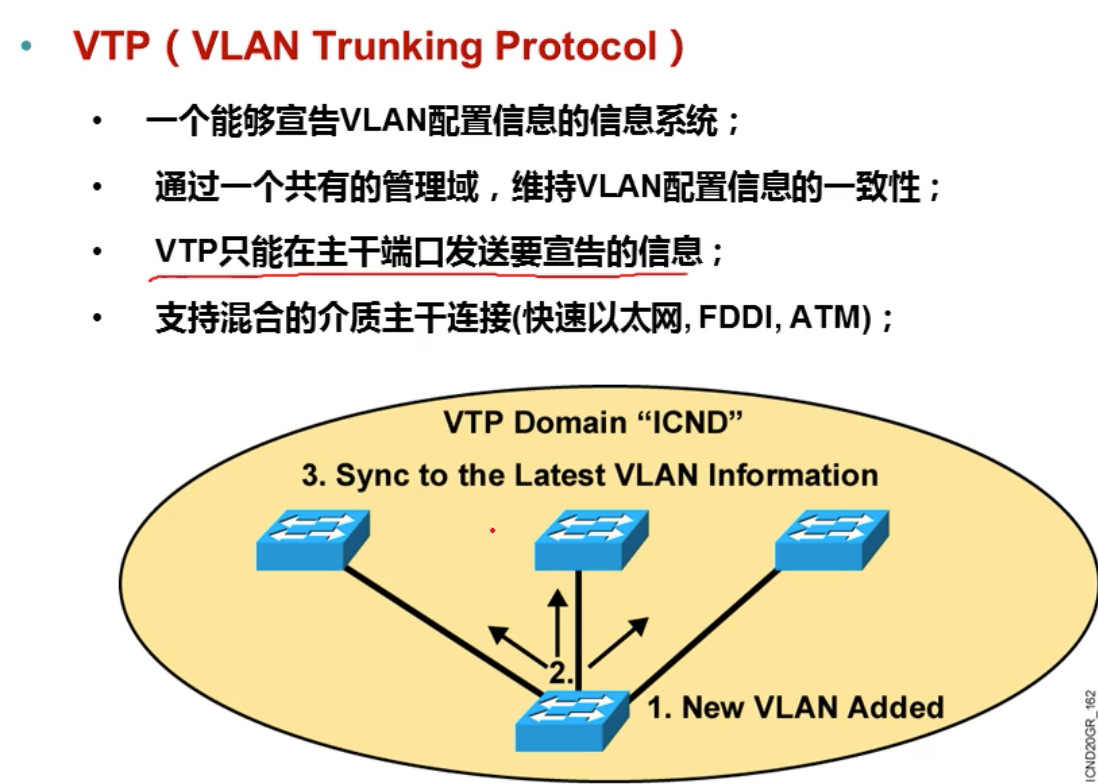 • VTP（VLAN Trunking Protocol）
• 一个能够宣告VLAN配置信息的信息系统；
• 通过一个共有的管理域，维持VLAN配置信息的一致性；
• VTP只能在主干端口发送要宣告的信息；
• 支持混合的介质主干连接(快速以太网, FDDI, ATM)；
VTP Domain “ICND”
3. Sync to the Latest VLAN Information
2.
1. New VLAN Added
ICND20GR_162